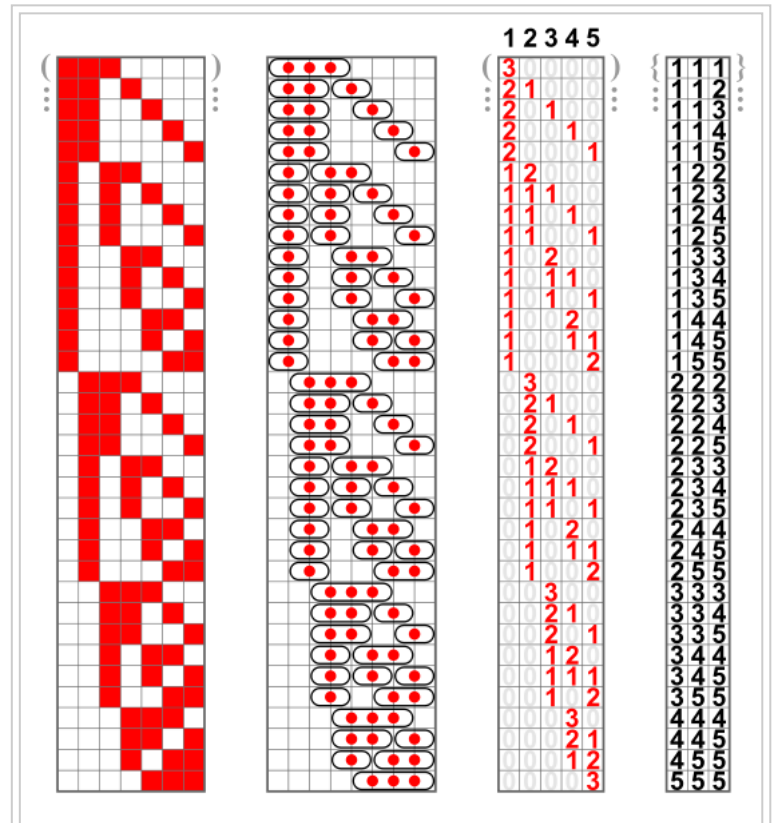 1 2 3 4 5
( ) ( 3 0 0 0 0 ) { 1 1 1 }
2 1 0 0 0 1 1 2
2 0 1 0 0 1 1 3
2 0 0 1 0 1 1 4
2 0 0 0 1 1 1 5
1 2 0 0 0 1 2 2
1 1 1 0 0 1 2 3
1 1 0 1 0 1 2 4
1 1 0 0 1 1 2 5
1 0 2 0 0 1 3 3
1 0 1 1 0 1 3 4
1 0 1 0 1 1 3 5
1 0 0 2 0 1 4 4
1 0 0 1 1 1 4 5
1 0 0 0 2 1 5 5
0 3 0 0 0 2 2 2
0 2 1 0 0 2 2 3
0 2 0 1 0 2 2 4
0 2 0 0 1 2 2 5
0 1 2 0 0 2 3 3
0 1 1 1 0 2 3 4
0 1 1 0 1 2 3 5
0 1 0 2 0 2 4 4
0 1 0 1 1 2 4 5
0 1 0 0 2 2 5 5
0 0 3 0 0 3 3 3
0 0 2 1 0 3 3 4
0 0 2 0 1 3 3 5
0 0 1 2 0 3 4 4
0 0 1 1 1 3 4 5
0 0 1 0 2 3 5 5
0 0 0 3 0 4 4 4
0 0 0 2 1 4 4 5
0 0 0 1 2 4 5 5
0 0 0 0 3 5 5 5